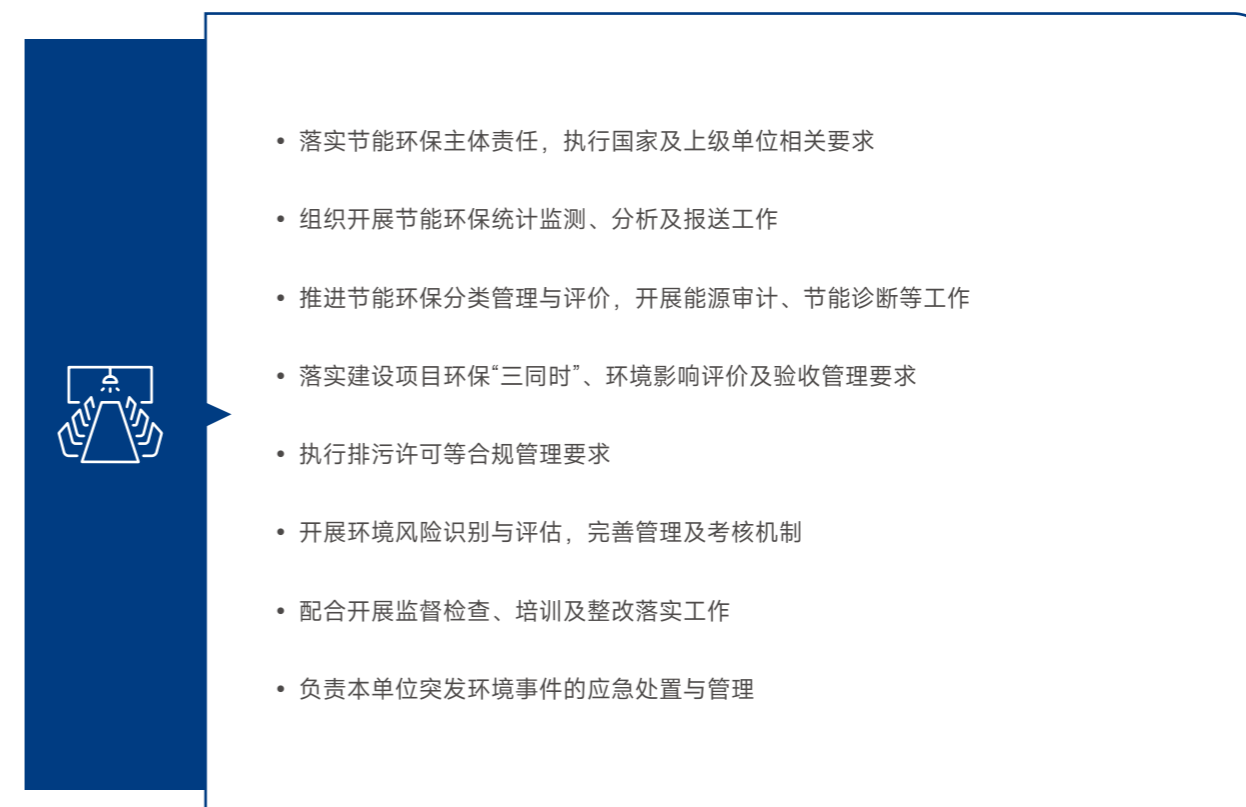 • 落实节能环保主体责任，执行国家及上级单位相关要求
• 组织开展节能环保统计监测、分析及报送工作
• 推进节能环保分类管理与评价，开展能源审计、节能诊断等工作
• 落实建设项目环保“三同时”、环境影响评价及验收管理要求
• 执行排污许可等合规管理要求
• 开展环境风险识别与评估，完善管理及考核机制
• 配合开展监督检查、培训及整改落实工作
• 负责本单位突发环境事件的应急处置与管理